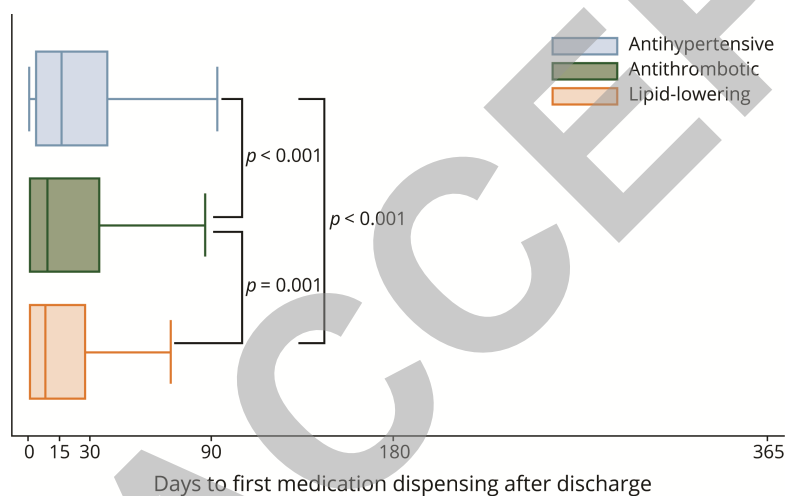 Antihypertensive
Antithrombotic
Lipid-lowering
p < 0.001
p < 0.001
p = 0.001
0 15 30 90 180 365
Days to first medication dispensing after discharge